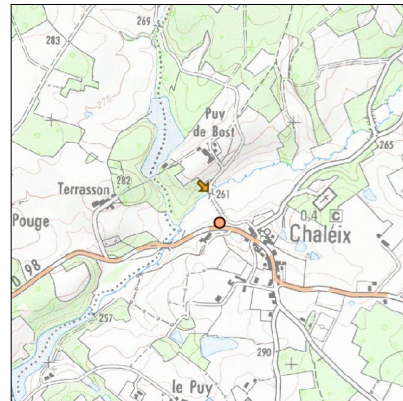 269
283
Puy
de Bost
265
282
261
Terrasson
Pouge
0,4 C
Chaleix
D 98
257
290
le Puy